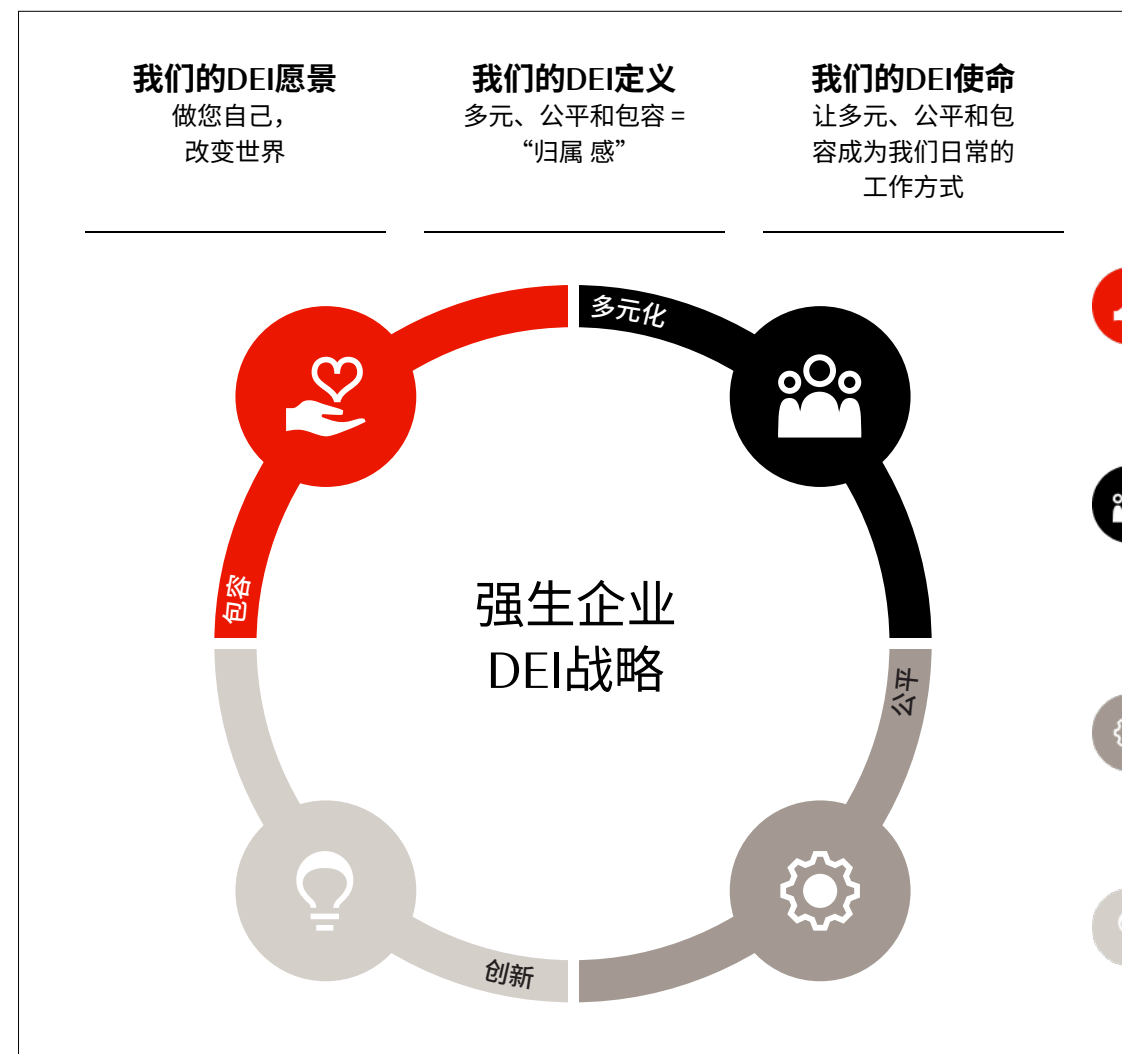 我们的DEI愿景
做您自己，
改变世界
我们的DEI定义
多元、公平和包容 =
“归属 感”
我们的DEI使命
让多元、公平和包
容成为我们日常的
工作方式
多元化
包容
强生企业
DEI战略
公平
创新